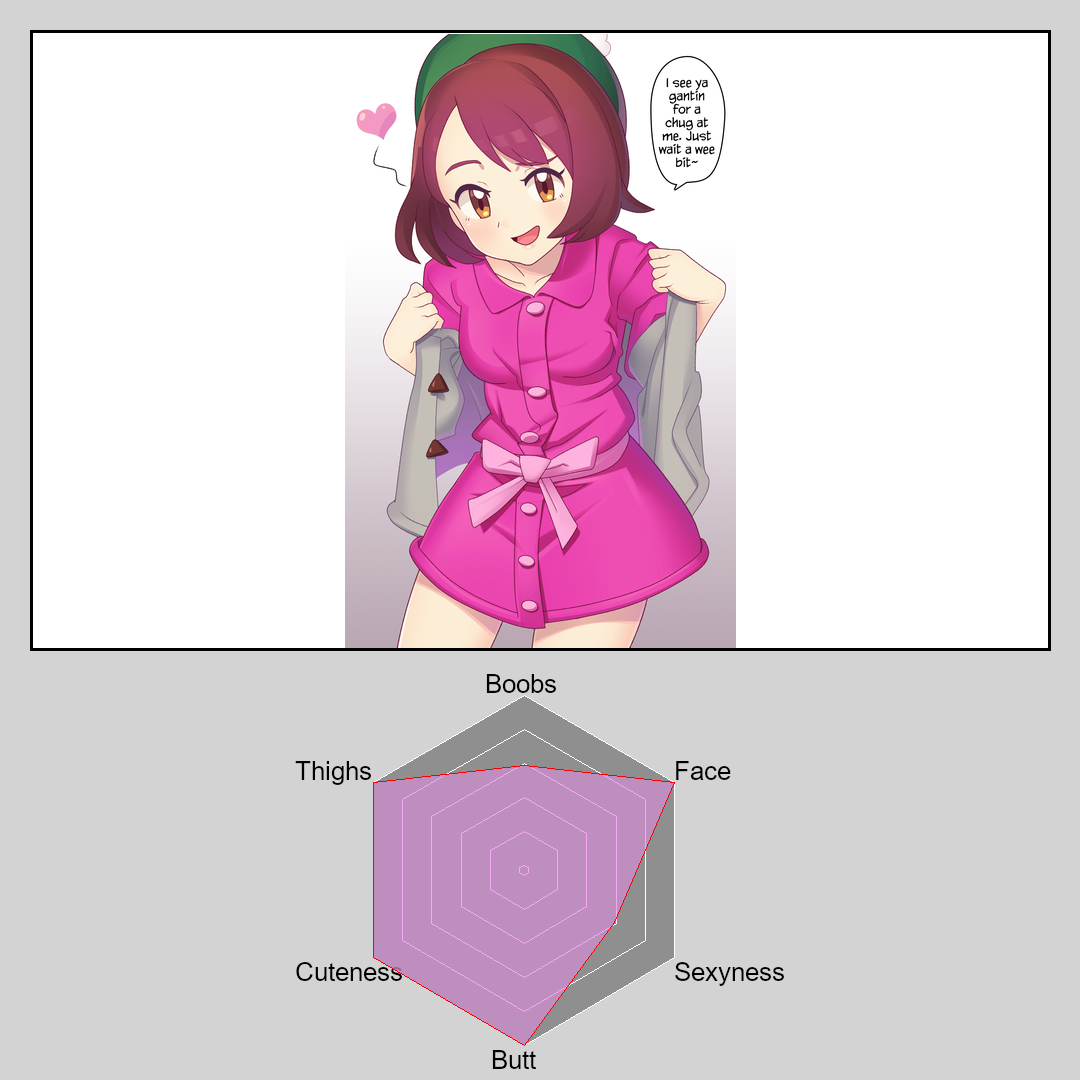 I see ya
gantin
for a
chug at
me. Just
wait a wee
bit~
Boobs
Thighs
Face
Cuteness
Sexyness
Butt